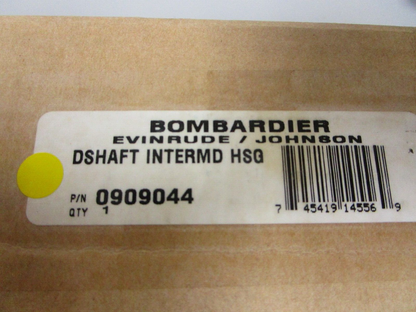 BOMBARDIER
EVINRUDE / JOHNSON
DSHAFT INTERMD HSG
P/N 0909044
QTY 1
7 45419 14556 9